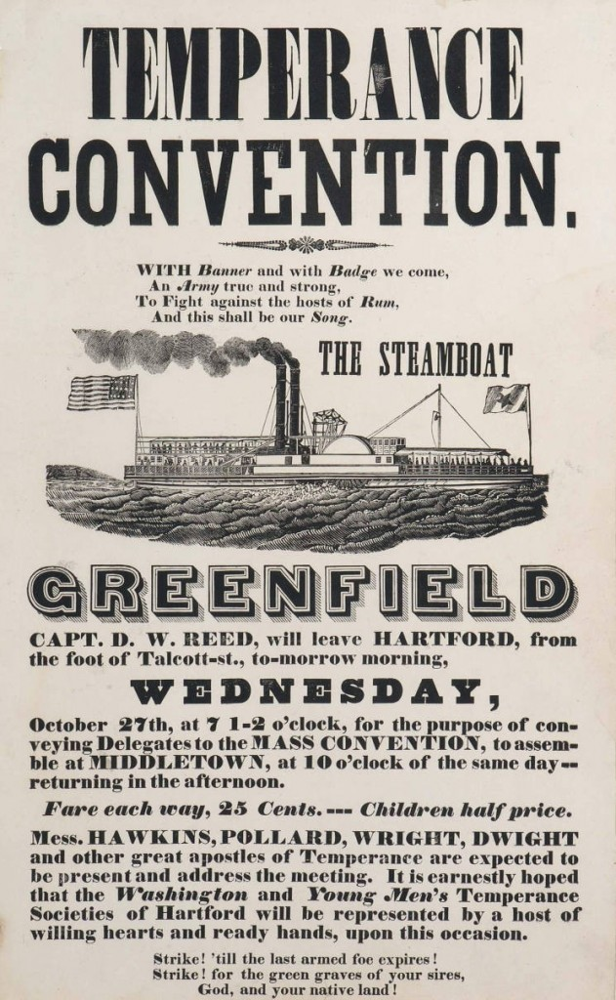 TEMPERANCE
CONVENTION.
WITH Banner and with Badge we come,
An Army true and strong,
To Fight against the hosts of Rum,
And this shall be our Song.
THE STEAMBOAT
GREENFIELD
CAPT. D. W. REED, will leave HARTFORD, from
the foot of Talcott-st., to-morrow morning,
WEDNESDAY,
October 27th, at 7 1-2 o'clock, for the purpose of con-
veying Delegates to the MASS CONVENTION, to assem-
ble at MIDDLETOWN, at 10 o'clock of the same day--
returning in the afternoon.
Fare each way, 25 Cents.--- Children half price.
Mess. HAWKINS, POLLARD, WRIGHT, DWIGHT
and other great apostles of Temperance are expected to
be present and address the meeting. It is earnestly hoped
that the Washington and Young Men's Temperance
Societies of Hartford will be represented by a host of
willing hearts and ready hands, upon this occasion.
Strike! 'till the last armed foe expires!
Strike! for the green graves of your sires,
God, and your native land!